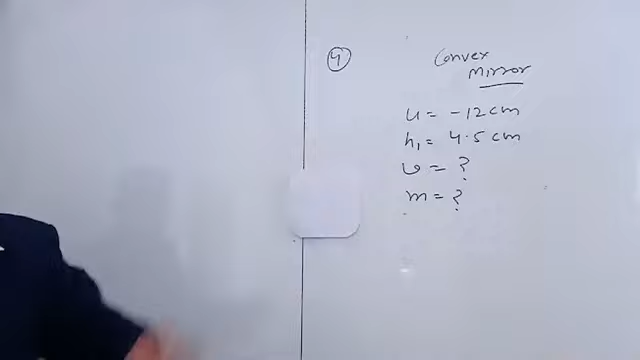 4
Convex
Mirror
u = -12 cm
h₁ = 4.5 cm
v = ?
m = ?